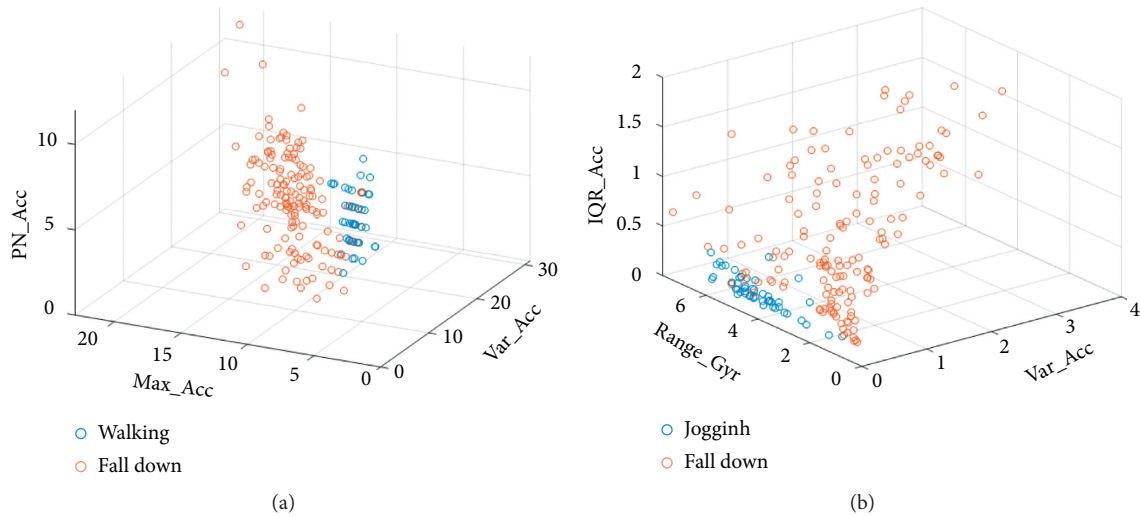 10
5
0
PN_Acc
20
15
10
5
0
Max_Acc
0
10
20
30
Var_Acc
Walking
Fall down
(a)
2
1.5
1
0.5
0
IQR_Acc
6
4
2
0
Range_Gyr
0
1
2
3
4
Var_Acc
Jogginh
Fall down
(b)